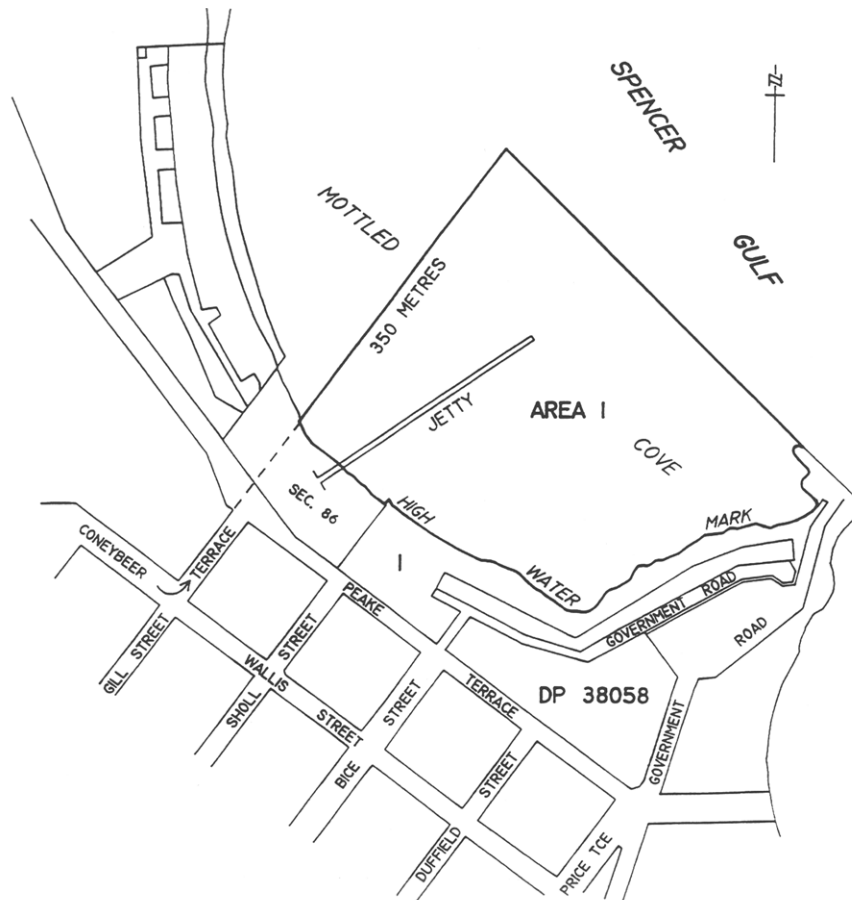 SPENCER
GULF
N
MOTTLED
COVE
350 METRES
JETTY
AREA 1
SEC. 86
HIGH
WATER
MARK
1
CONEYBEER
TERRACE
PEAKE
TERRACE
GILL STREET
SHOLL
STREET
WALLIS
STREET
BICE
STREET
DUFFIELD
STREET
PRICE TCE
GOVERNMENT ROAD
GOVERNMENT
ROAD
DP 38058